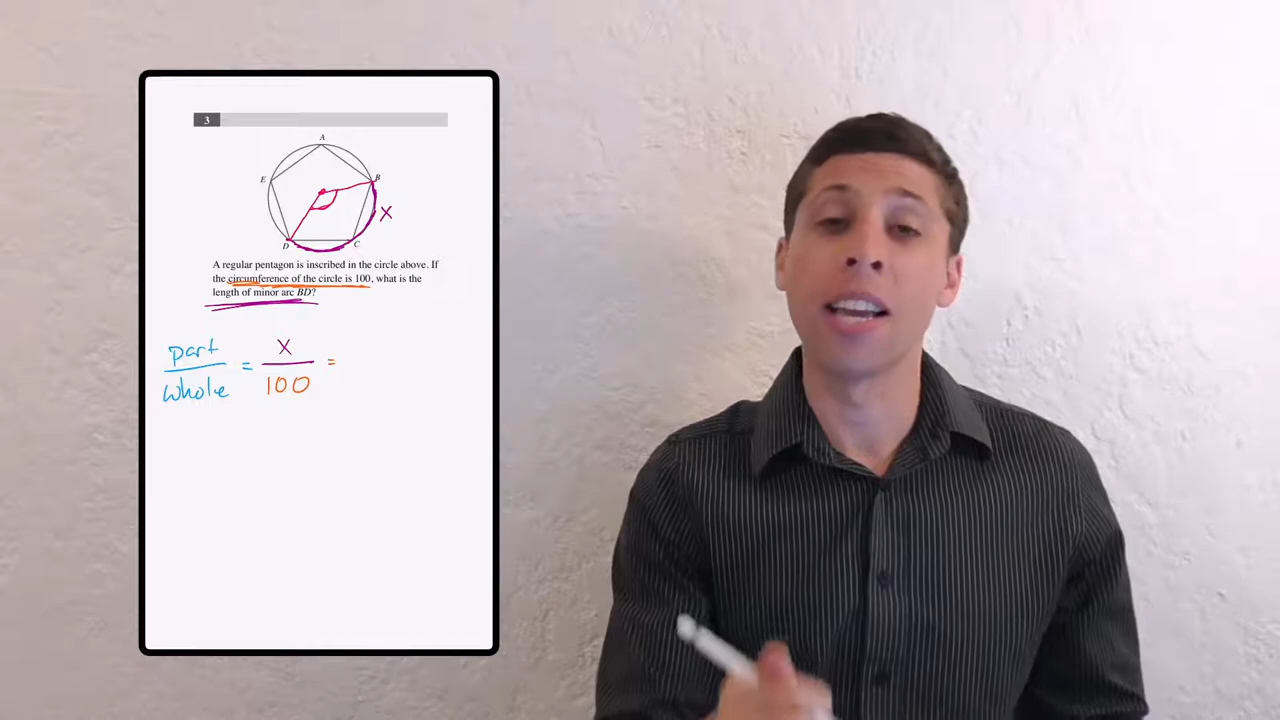 3
A
E
B
X
D
C
A regular pentagon is inscribed in the circle above. If
the circumference of the circle is 100, what is the
length of minor arc BD?
part
whole
=
X
100
=